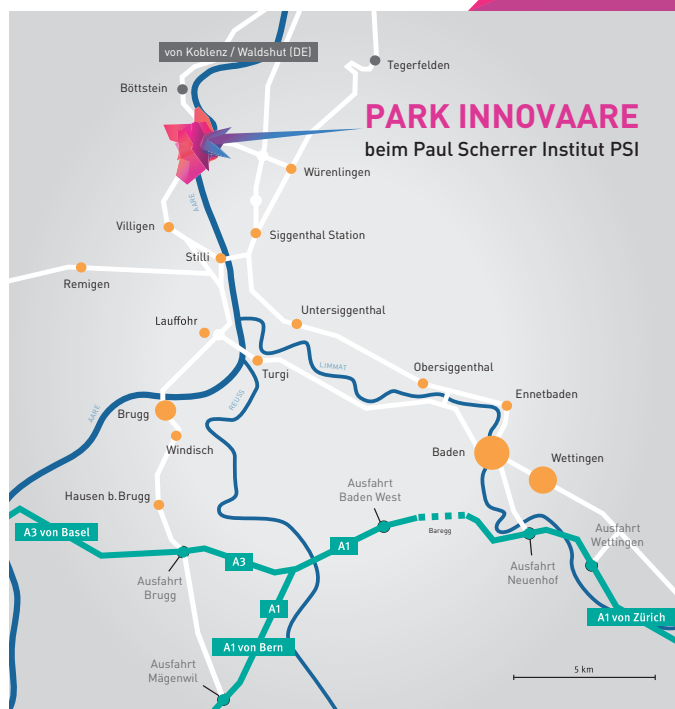 von Koblenz / Waldshut (DE)
Tegerfelden
Böttstein
PARK INNOVAARE
beim Paul Scherrer Institut PSI
Würenlingen
AARE
Villigen
Siggenthal Station
Stilli
Remigen
Untersiggenthal
Lauffohr
LIMMAT
Obersiggenthal
Turgi
Ennetbaden
REUSS
AARE
Brugg
Windisch
Baden
Wettingen
Ausfahrt
Baden West
Hausen b. Brugg
A3 von Basel
Baregg
Ausfahrt
Wettingen
A1
A3
Ausfahrt
Brugg
Ausfahrt
Neuenhof
A1
A1 von Zürich
A1 von Bern
Ausfahrt
Mägenwil
5 km